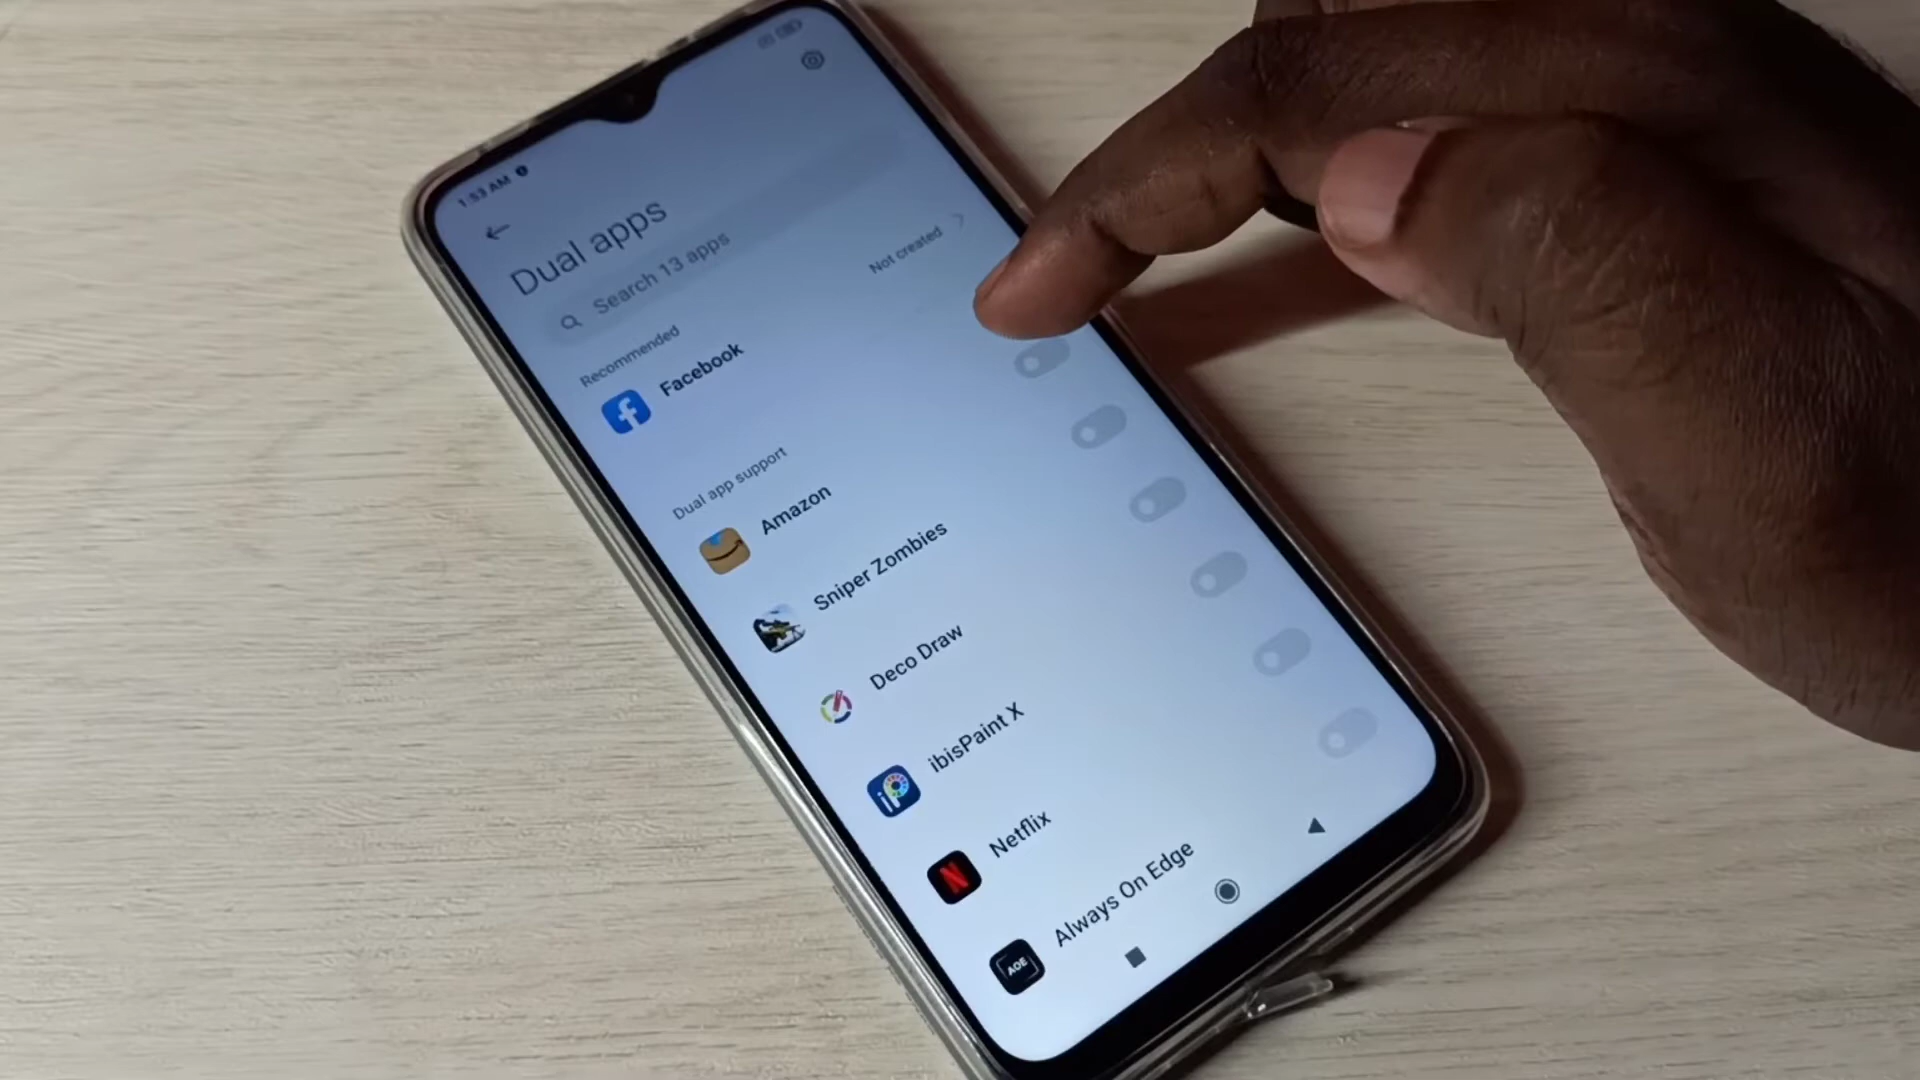 1:53 AM
Dual apps
Search 13 apps
Recommended
Facebook
Not created
Dual app support
Amazon
Sniper Zombies
Deco Draw
ibisPaint X
Netflix
Always On Edge
AOE